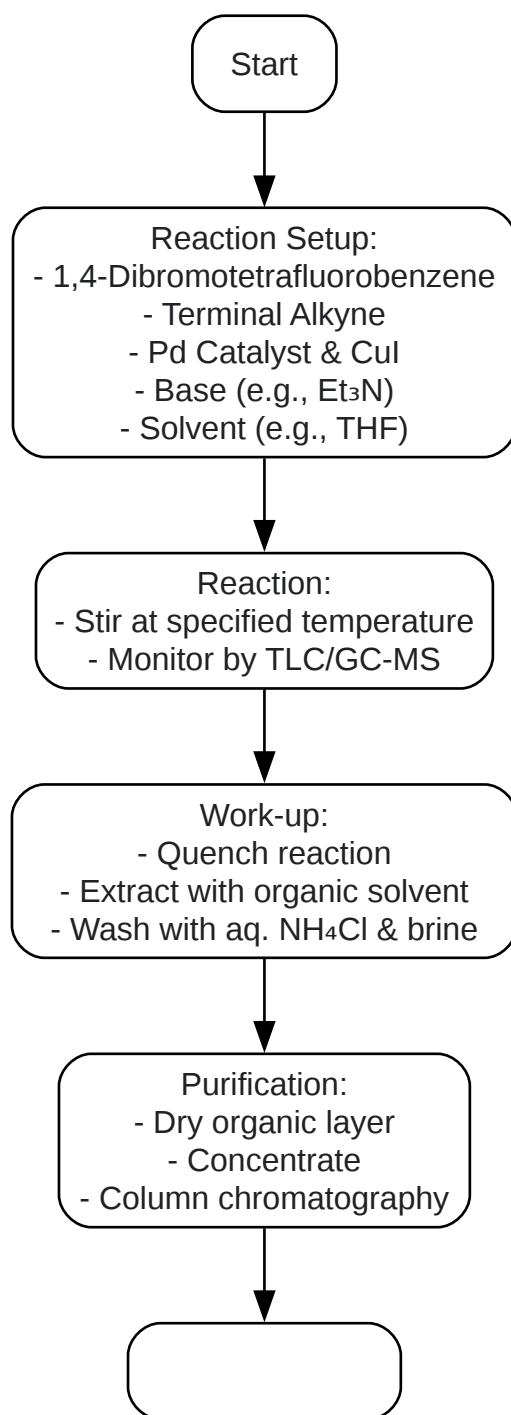 Start
Reaction Setup:
- 1,4-Dibromotetrafluorobenzene
- Terminal Alkyne
- Pd Catalyst & CuI
- Base (e.g., Et₃N)
- Solvent (e.g., THF)
Reaction:
- Stir at specified temperature
- Monitor by TLC/GC-MS
Work-up:
- Quench reaction
- Extract with organic solvent
- Wash with aq. NH₄Cl & brine
Purification:
- Dry organic layer
- Concentrate
- Column chromatography